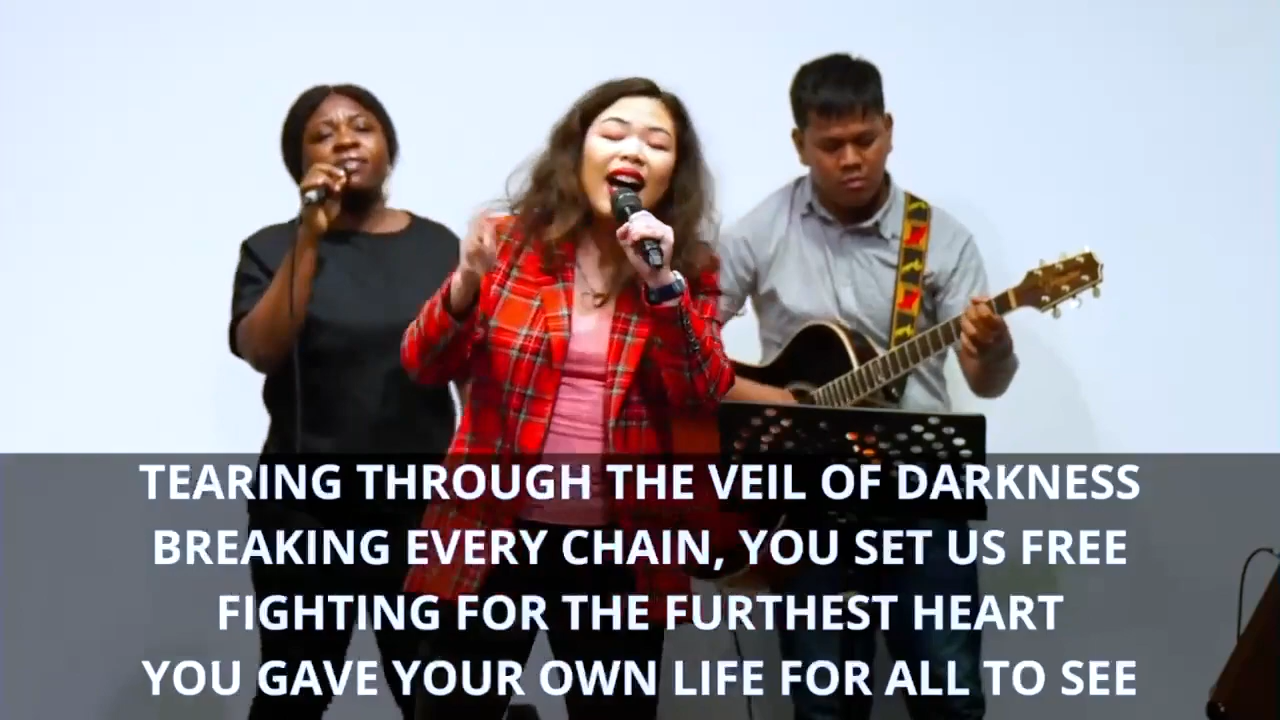 TEARING THROUGH THE VEIL OF DARKNESS
BREAKING EVERY CHAIN, YOU SET US FREE
FIGHTING FOR THE FURTHEST HEART
YOU GAVE YOUR OWN LIFE FOR ALL TO SEE